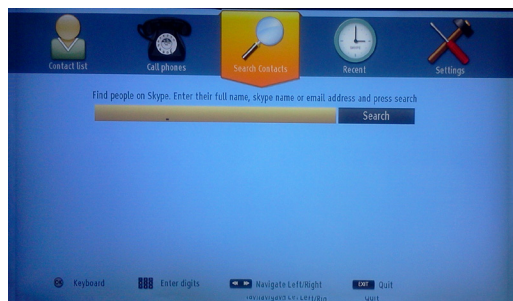 Contact list
Call phones
Search Contacts
Recent
Settings
Find people on Skype. Enter their full name, skype name or email address and press search
Search
Keyboard
Enter digits
Navigate Left/Right
EXIT Quit
Quit